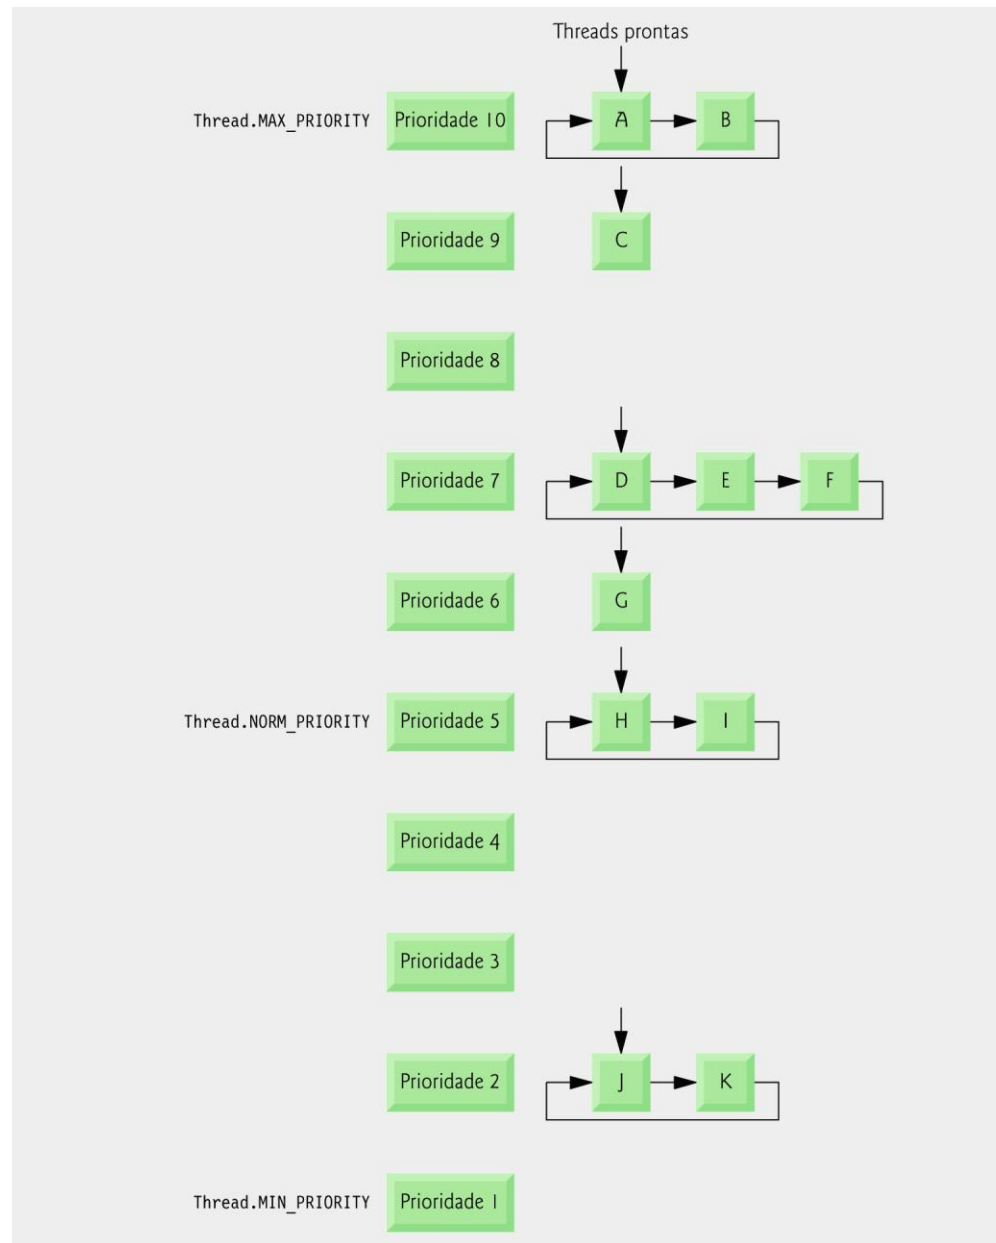 Threads prontas
Thread.MAX_PRIORITY Prioridade 10 A B
Prioridade 9 C
Prioridade 8
Prioridade 7 D E F
Prioridade 6 G
Thread.NORM_PRIORITY Prioridade 5 H I
Prioridade 4
Prioridade 3
Prioridade 2 J K
Thread.MIN_PRIORITY Prioridade 1